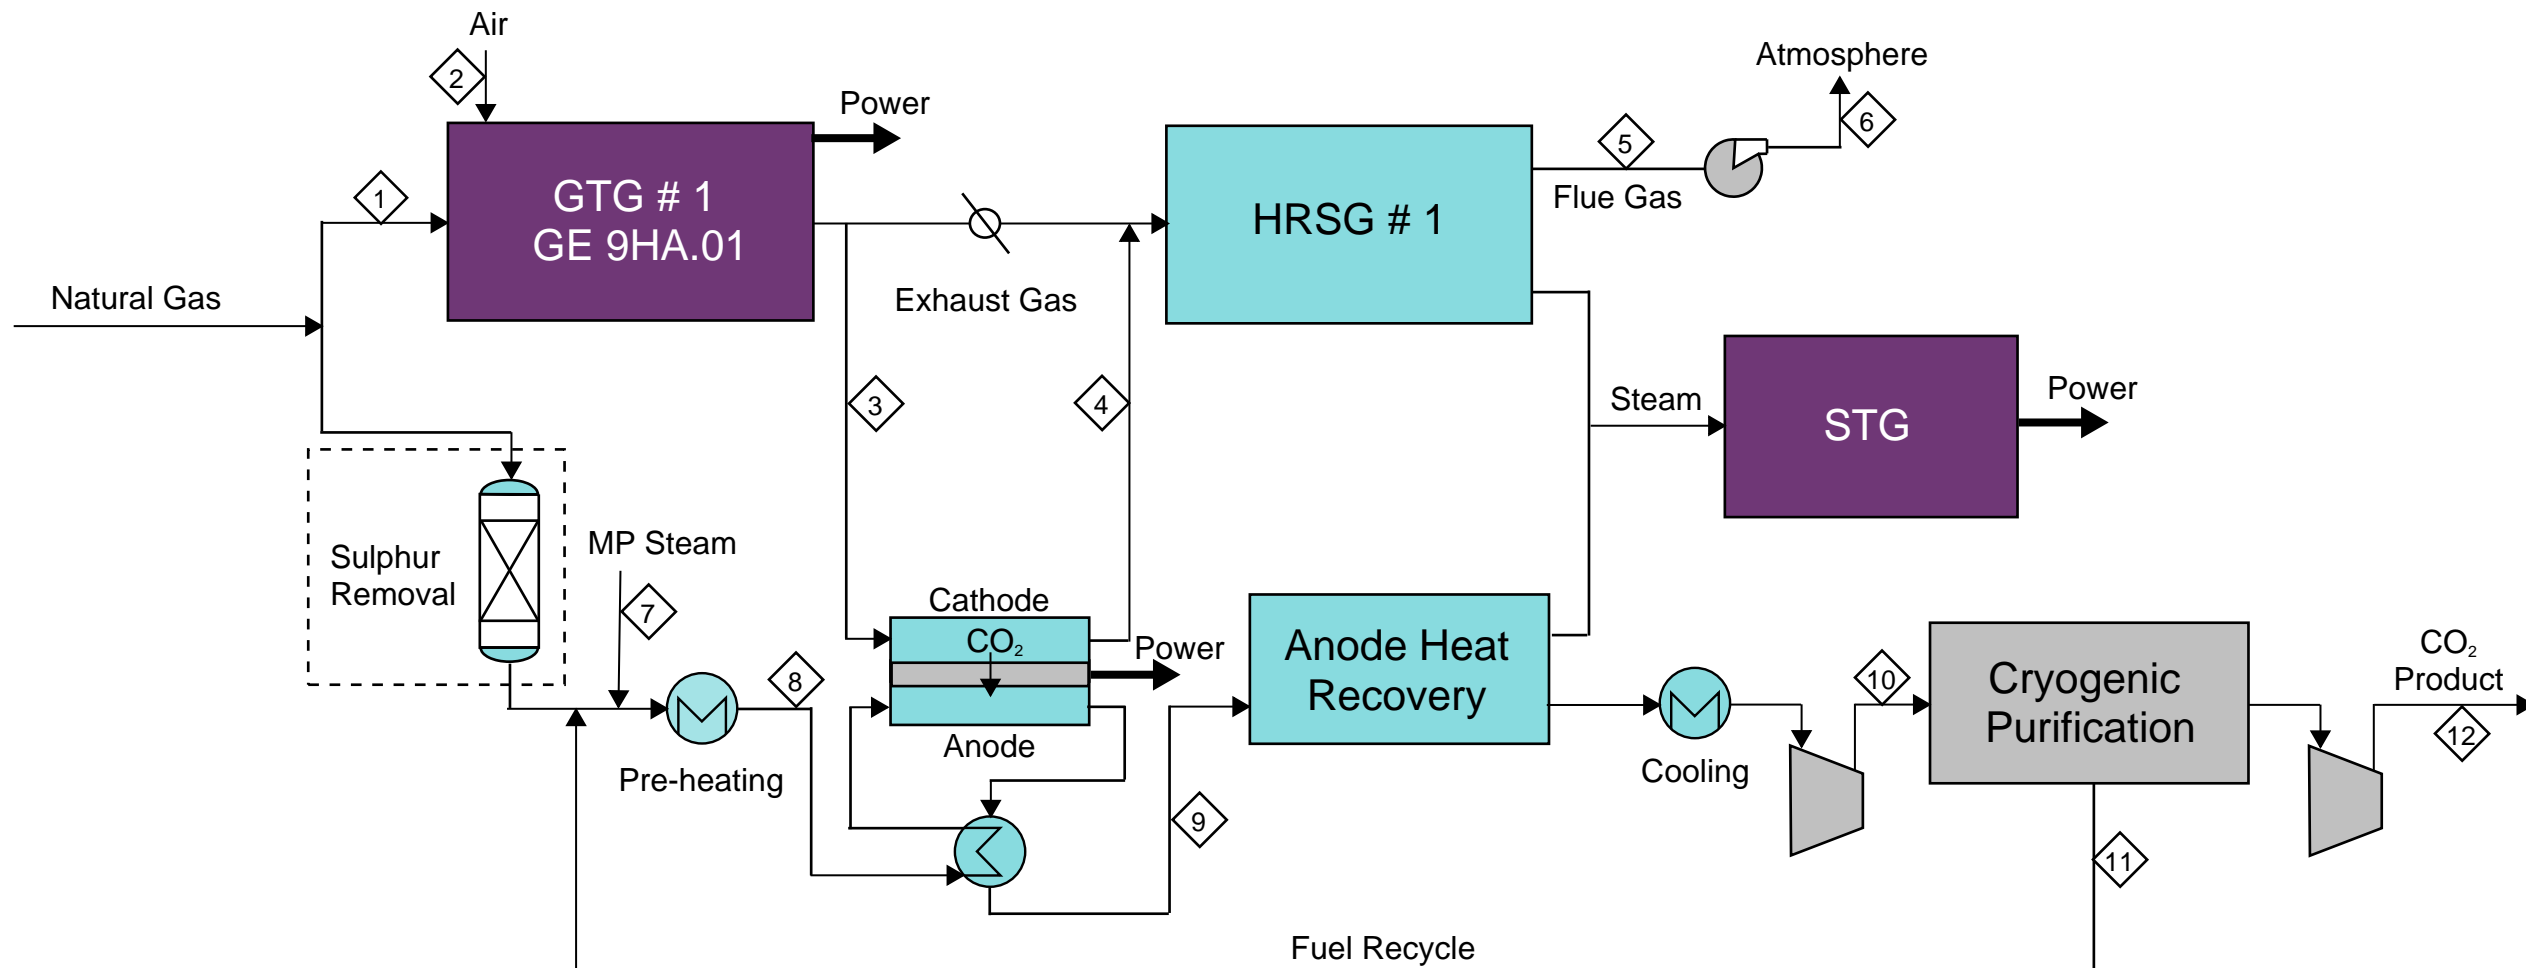 Air
2
Atmosphere
Power
6
5
1
GTG # 1
GE 9HA.01
HRSG # 1
Flue Gas
Natural Gas
Exhaust Gas
3
4
Steam
STG
Power
Sulphur
Removal
MP Steam
7
Cathode
CO₂
Power
Anode
8
Pre-heating
9
Anode Heat
Recovery
Cooling
10
Cryogenic
Purification
CO₂
Product
12
11
Fuel Recycle